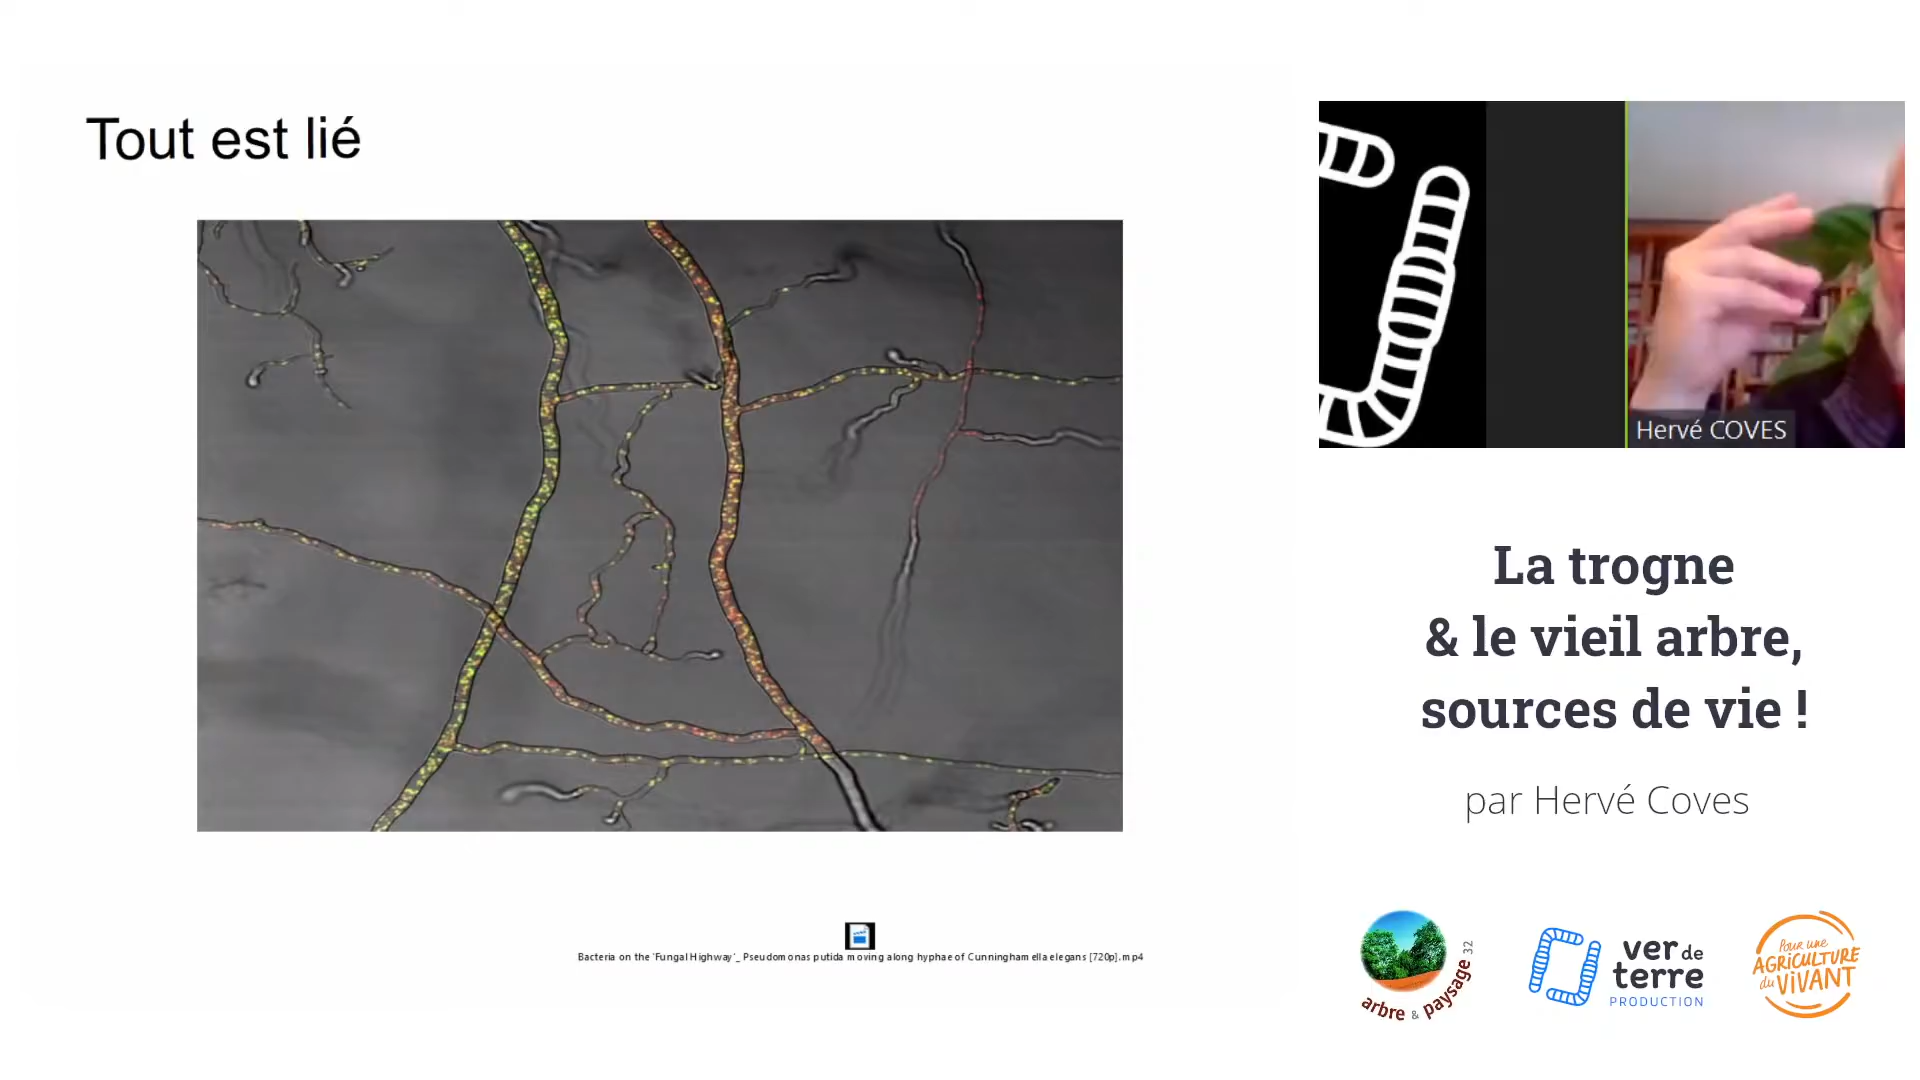 Tout est lié
Bacteria on the 'Fungal Highway'_ Pseudomonas putida moving along hyphae of Cunninghamella elegans [720p].mp4
Hervé COVES
La trogne
& le vieil arbre,
sources de vie !
par Hervé Coves
arbre & paysage 32
ver de
terre
PRODUCTION
Pour une
AGRICULTURE
du VIVANT